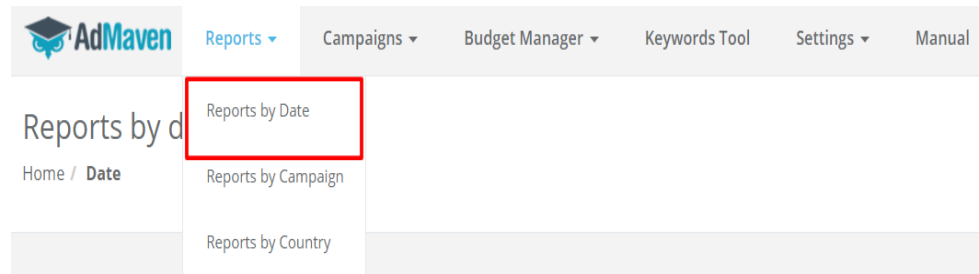 AdMaven Reports Campaigns Budget Manager Keywords Tool Settings Manual
Reports by Date
Reports by d
Home / Date
Reports by Campaign
Reports by Country